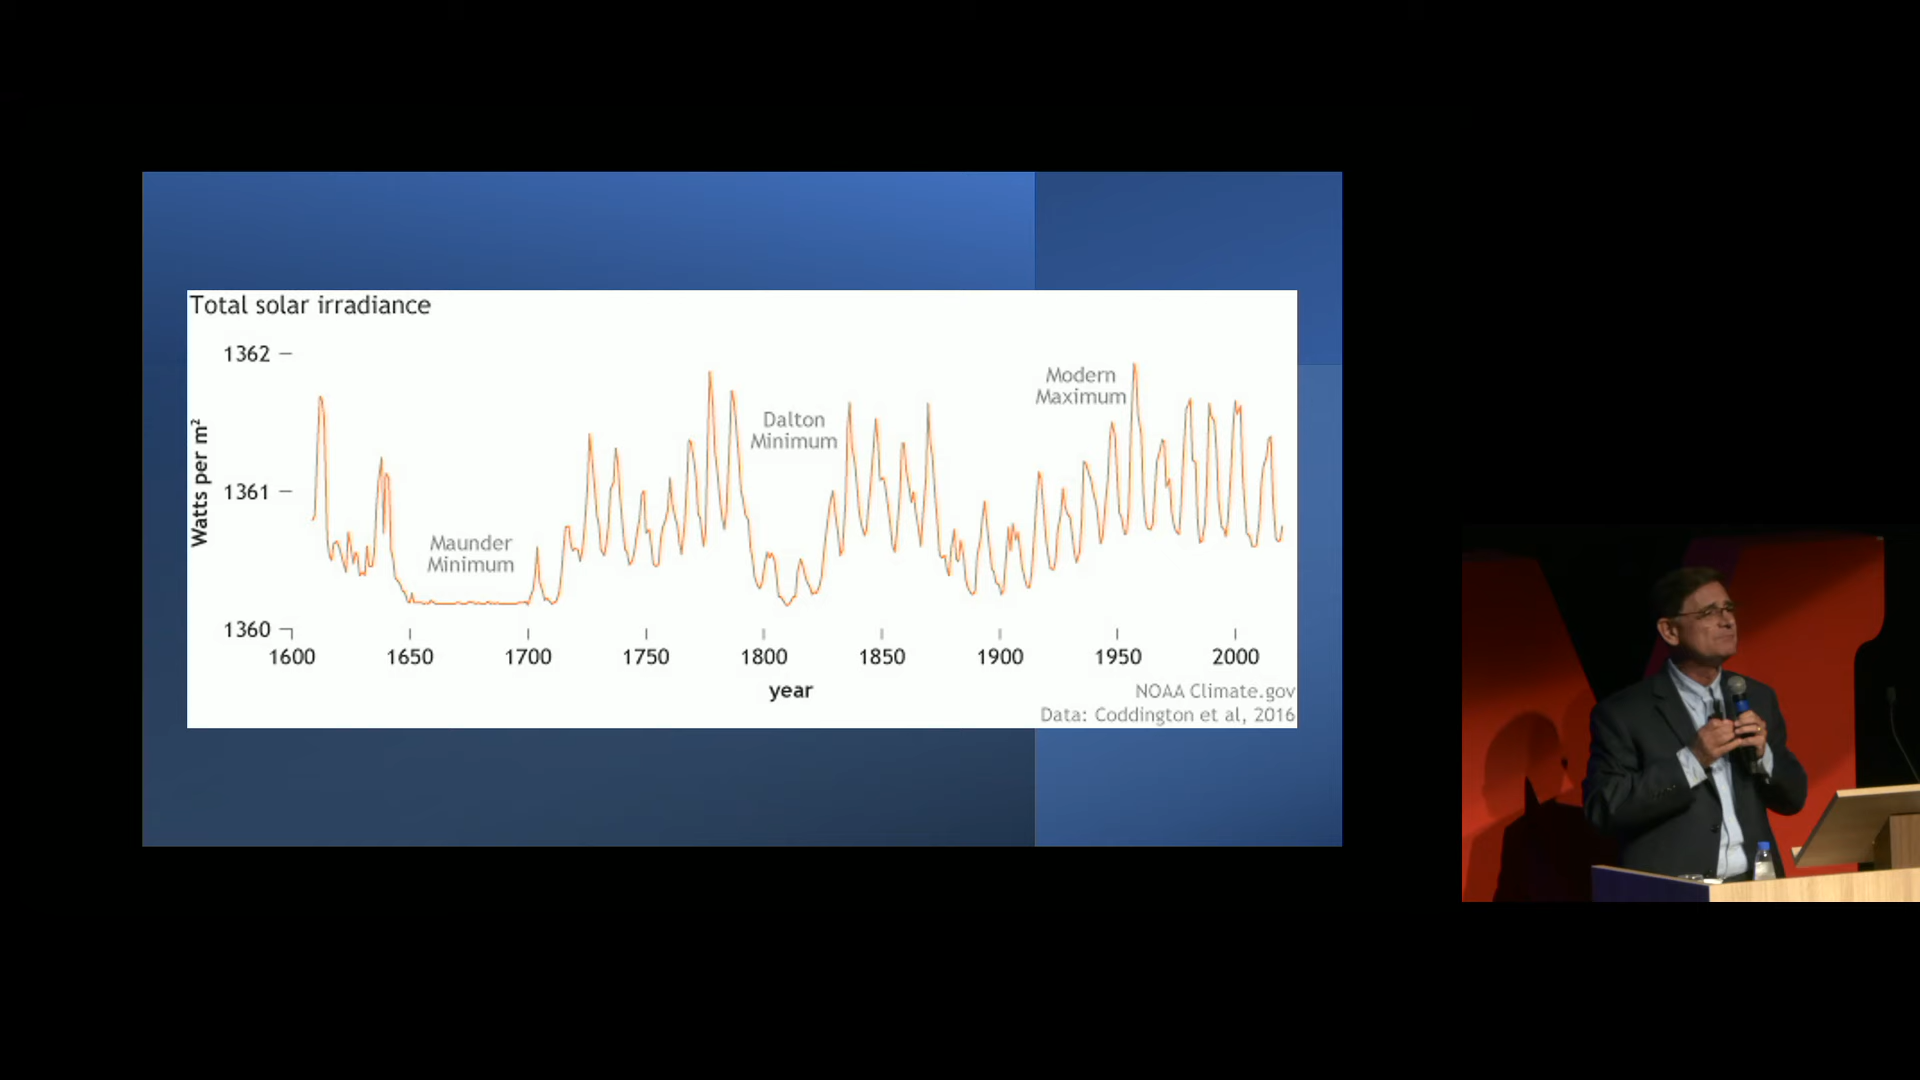 Total solar irradiance
1362
Modern
Maximum
Dalton
Minimum
Watts per m²
1361
Maunder
Minimum
1360
1600 1650 1700 1750 1800 1850 1900 1950 2000
year
NOAA Climate.gov
Data: Coddington et al, 2016